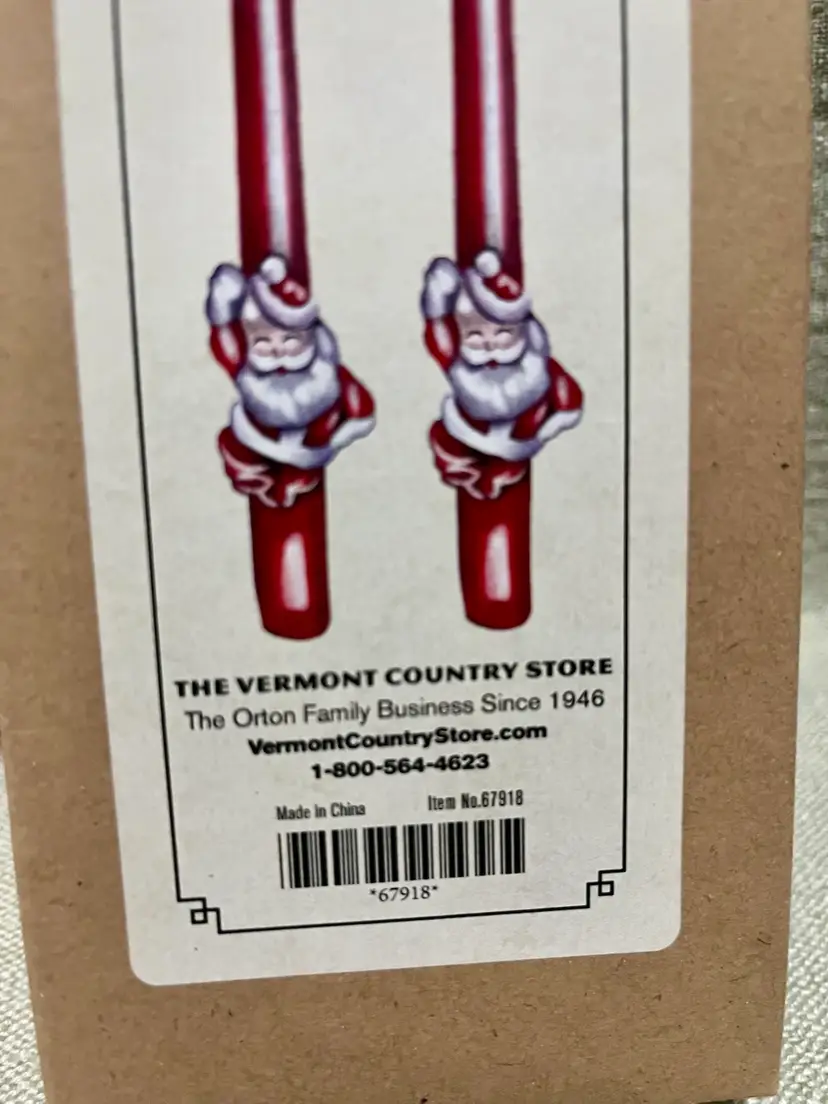 THE VERMONT COUNTRY STORE
The Orton Family Business Since 1946
VermontCountryStore.com
1-800-564-4623
Made in China Item No.67918
*67918*